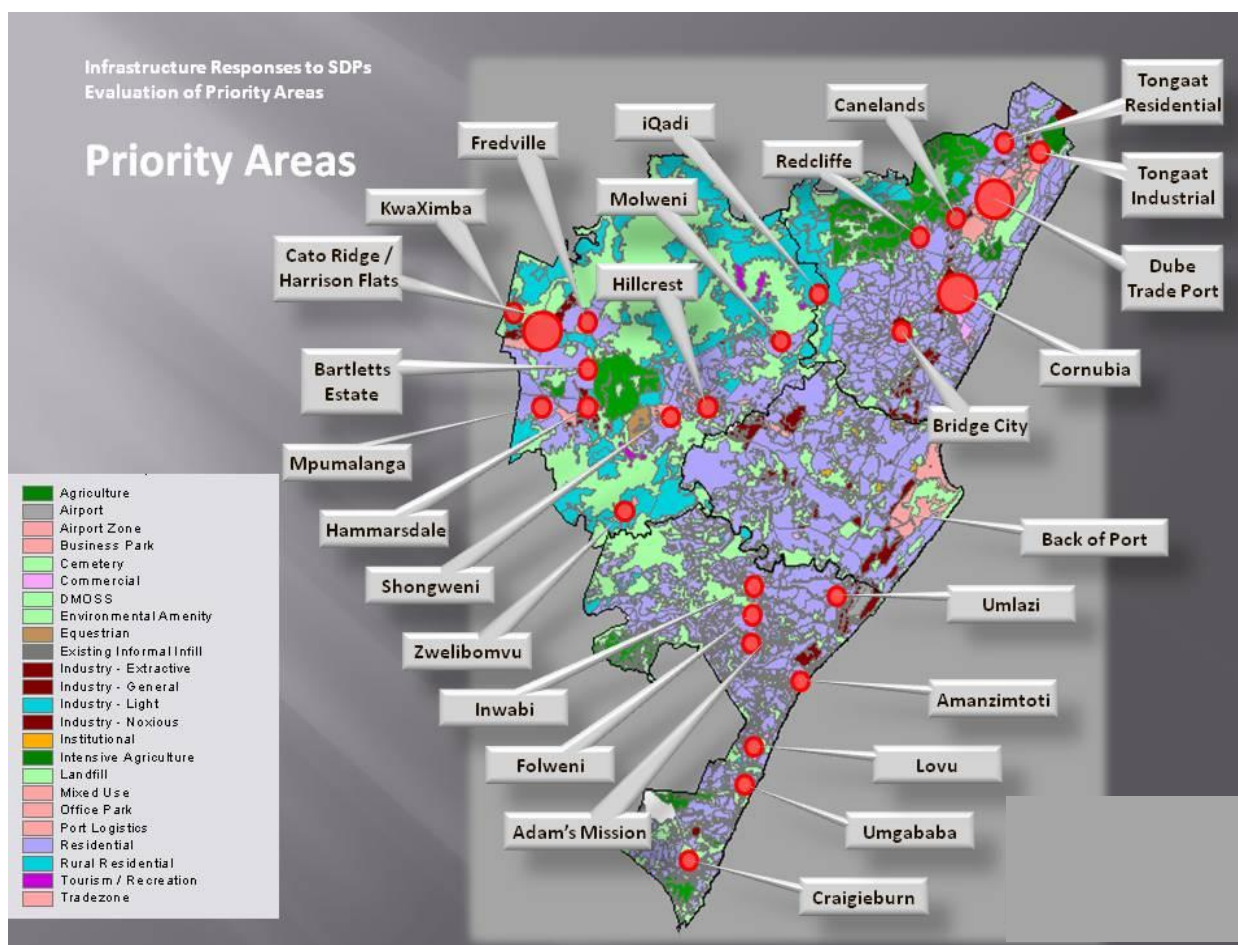 Infrastructure Responses to SDPs
Evaluation of Priority Areas
Priority Areas
Tongaat
Residential
Canelands
iQadi
Fredville
Redcliffe
Tongaat
Industrial
Molweni
KwaXimba
Cato Ridge /
Harrison Flats
Hillcrest
Dube
Trade Port
Bartletts
Estate
Cornubia
Bridge City
Mpumalanga
Hammarsdale
Back of Port
Shongweni
Umlazi
Zwelibomvu
Inwabi
Amanzimtoti
Folweni
Lovu
Adam's Mission
Umgababa
Craigieburn
Agriculture
Airport
Airport Zone
Business Park
Cemetery
Commercial
DMOSS
Environmental Amenity
Equestrian
Existing Informal Infill
Industry - Extractive
Industry - General
Industry - Light
Industry - Noxious
Institutional
Intensive Agriculture
Landfill
Mixed Use
Office Park
Port Logistics
Residential
Rural Residential
Tourism / Recreation
Tradezone